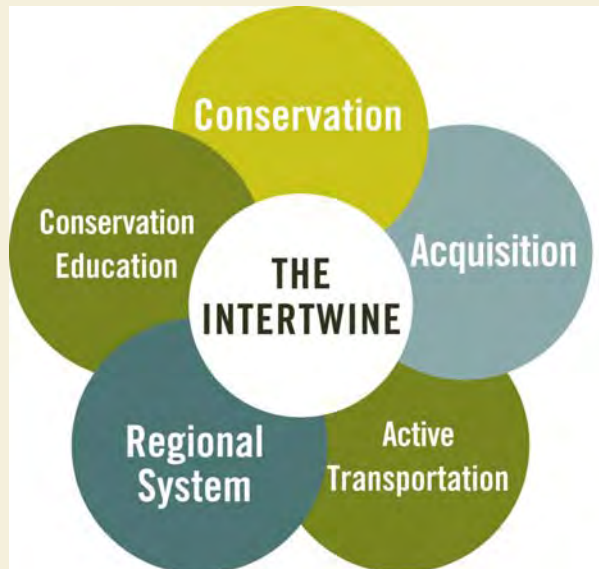 Conservation
Conservation
Education
Acquisition
THE
INTERTWINE
Regional
System
Active
Transportation